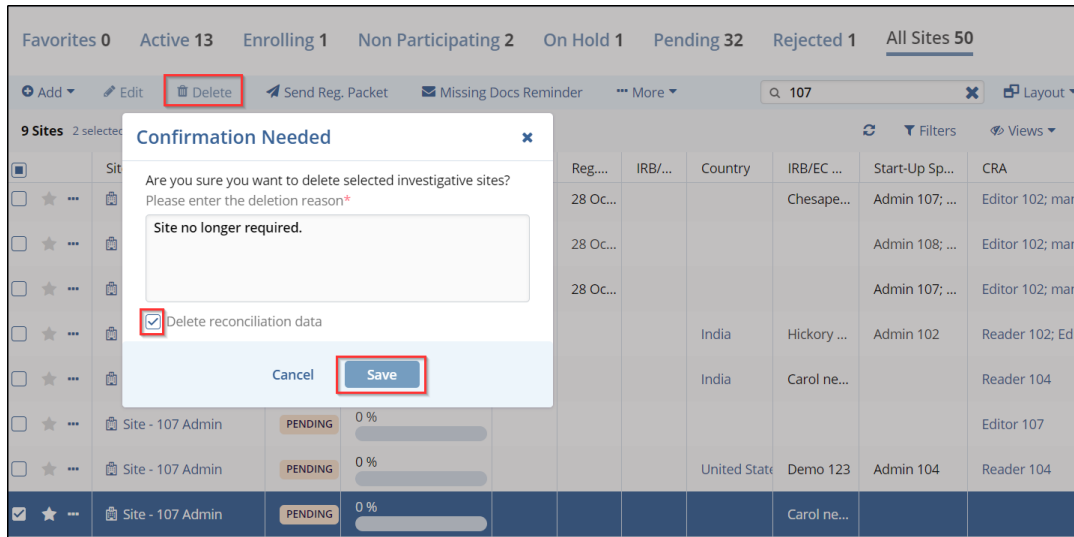 Favorites 0 Active 13 Enrolling 1 Non Participating 2 On Hold 1 Pending 32 Rejected 1 All Sites 50
Add Edit Delete Send Reg. Packet Missing Docs Reminder ••• More 107 Layout
9 Sites 2 selected Filters Views
Confirmation Needed
Are you sure you want to delete selected investigative sites?
Please enter the deletion reason*
Site no longer required.
Delete reconciliation data
Cancel Save
Sit Reg.... IRB/... Country IRB/EC ... Start-Up Sp... CRA
28 Oc... Chesape... Admin 107; ... Editor 102; mar
28 Oc... Admin 108; ... Editor 102; mar
28 Oc... Admin 107; ... Editor 102; mar
India Hickory ... Admin 102 Reader 102; Ed
India Carol ne... Reader 104
Site - 107 Admin PENDING 0 % Editor 107
Site - 107 Admin PENDING 0 % United State Demo 123 Admin 104 Reader 104
Site - 107 Admin PENDING 0 % Carol ne...